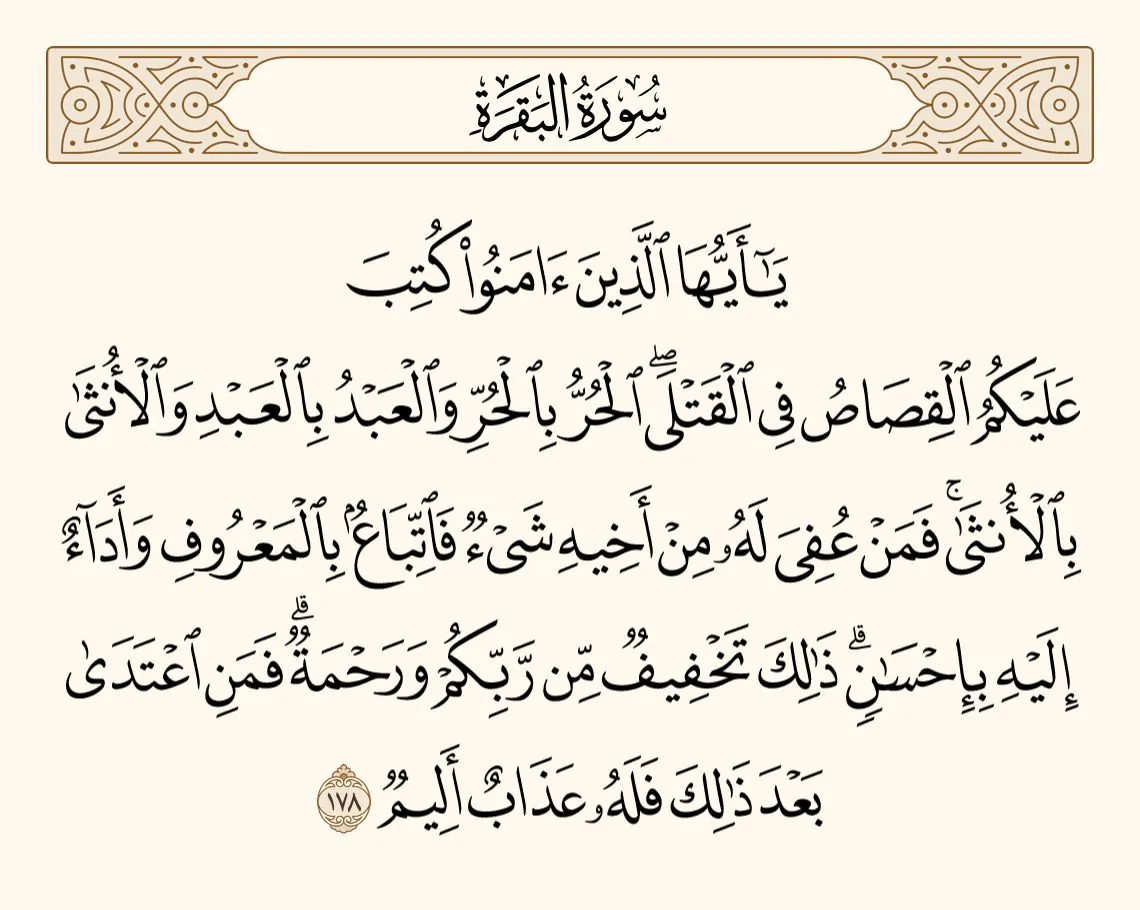 سُورَةُ البَقَرَةِ
يَـٰٓأَيُّهَا ٱلَّذِينَ ءَامَنُوا۟ كُتِبَ
عَلَيْكُمُ ٱلْقِصَاصُ فِى ٱلْقَتْلَى ۖ ٱلْحُرُّ بِٱلْحُرِّ وَٱلْعَبْدُ بِٱلْعَبْدِ وَٱلْأُنثَىٰ
بِٱلْأُنثَىٰ ۚ فَمَنْ عُفِىَ لَهُۥ مِنْ أَخِيهِ شَىْءٌ فَٱتِّبَاعٌۢ بِٱلْمَعْرُوفِ وَأَدَآءٌ
إِلَيْهِ بِإِحْسَـٰنٍ ۗ ذَٰلِكَ تَخْفِيفٌ مِّن رَّبِّكُمْ وَرَحْمَةٌ ۗ فَمَنِ ٱعْتَدَىٰ
بَعْدَ ذَٰلِكَ فَلَهُۥ عَذَابٌ أَلِيمٌ ١٧٨